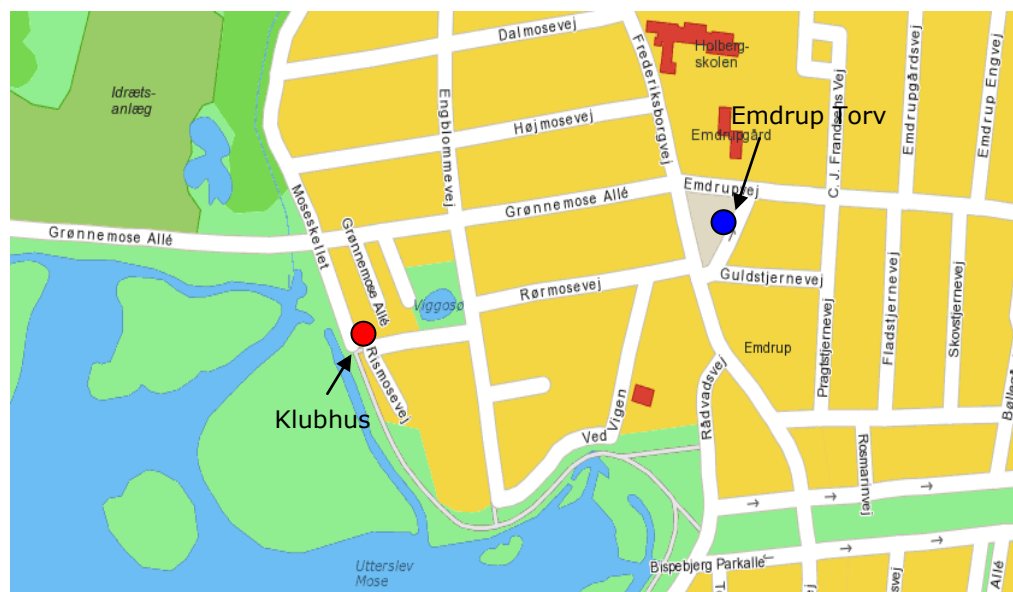 Dalmosevej
Holberg-
skolen
Idræts-
anlæg
Frederiksborgvej
C. J. Frandsens Vej
Emdrupgårdsvej
Emdrup Engvej
Engblommevej
Højmosevej
Emdrup Torv
Emdrupgård
Moseskellet
Emdrupvej
Grønnemose Allé
Grønnemose Allé
Grønnemose Allé
Guldstjernevej
Rørmosevej
Viggosø
Pragtstjernevej
Fladstjernevej
Skovstjernevej
Emdrup
Rismosevej
Rådvadsvej
Klubhus
Ved Vigen
Rosmarinvej
Utterslev
Mose
Bispebjerg Parkalle
Allé